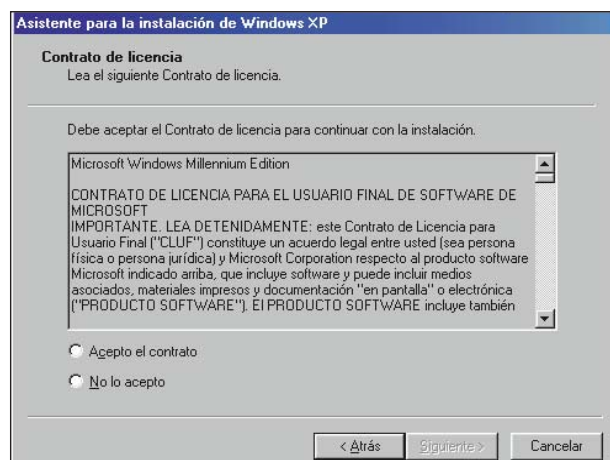 Asistente para la instalación de Windows XP
Contrato de licencia
Lea el siguiente Contrato de licencia.
Debe aceptar el Contrato de licencia para continuar con la instalación.
Microsoft Windows Millennium Edition
CONTRATO DE LICENCIA PARA EL USUARIO FINAL DE SOFTWARE DE
MICROSOFT
IMPORTANTE. LEA DETENIDAMENTE: este Contrato de Licencia para
Usuario Final ("CLUF") constituye un acuerdo legal entre usted (sea persona
física o persona jurídica) y Microsoft Corporation respecto al producto software
Microsoft indicado arriba, que incluye software y puede incluir medios
asociados, materiales impresos y documentación "en pantalla" o electrónica
("PRODUCTO SOFTWARE"). El PRODUCTO SOFTWARE incluye también
Acepto el contrato
No lo acepto
< Atrás
Siguiente >
Cancelar